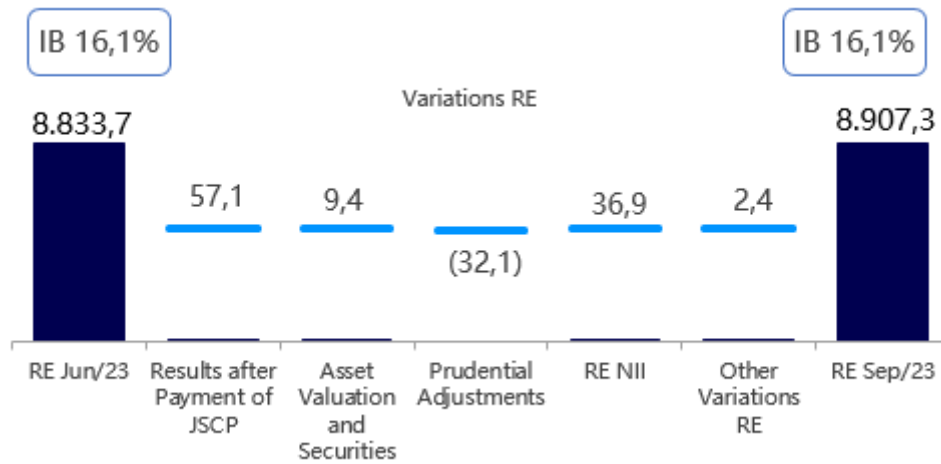 IB 16,1%
IB 16,1%
Variations RE
8.833,7
57,1
9,4
(32,1)
36,9
2,4
8.907,3
RE Jun/23
Results after
Payment of
JSCP
Asset
Valuation
and
Securities
Prudential
Adjustments
RE NII
Other
Variations
RE
RE Sep/23